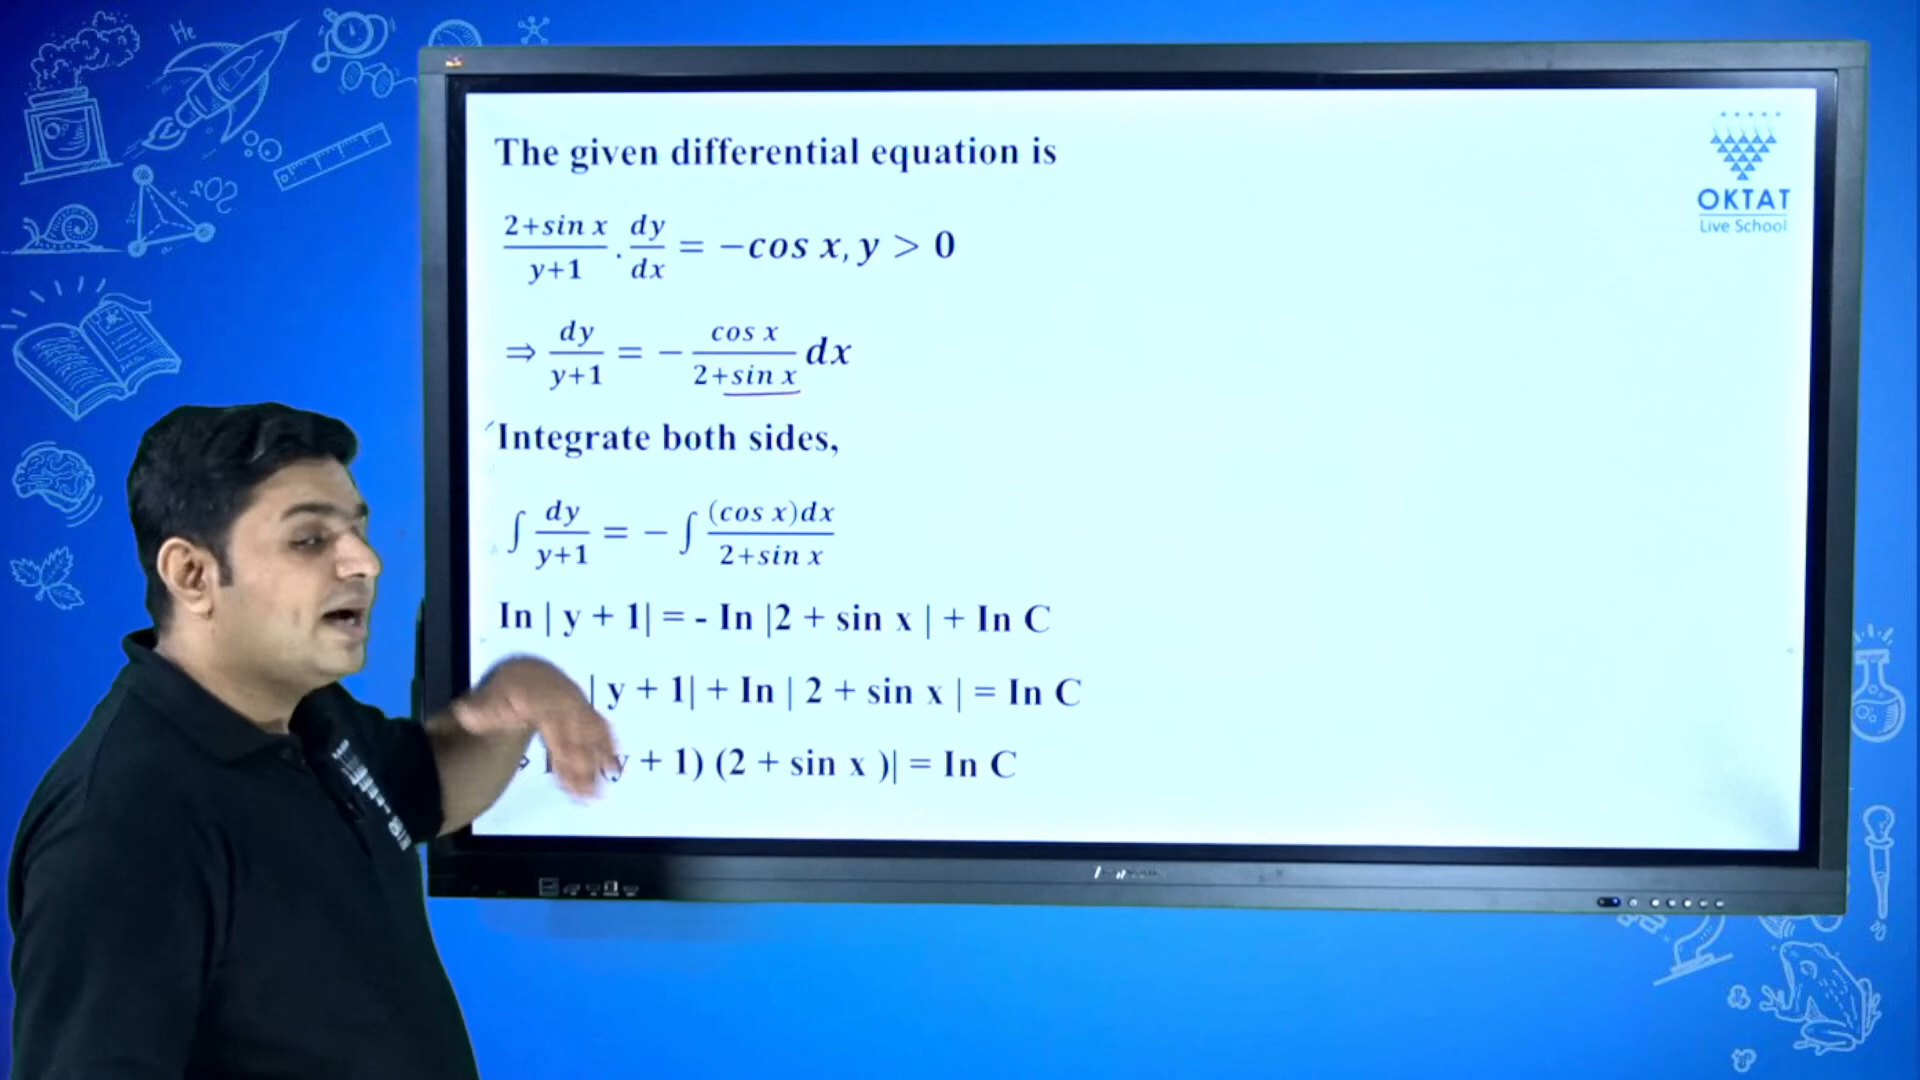 He
The given differential equation is
OKTAT
Live School
2+sin x / y+1 . dy/dx = −cos x, y > 0
⇒ dy / y+1 = − cos x / 2+sin x dx
Integrate both sides,
∫ dy / y+1 = − ∫ (cos x)dx / 2+sin x
In | y + 1| = - In |2 + sin x | + In C
| y + 1| + In | 2 + sin x | = In C
y + 1) (2 + sin x )| = In C